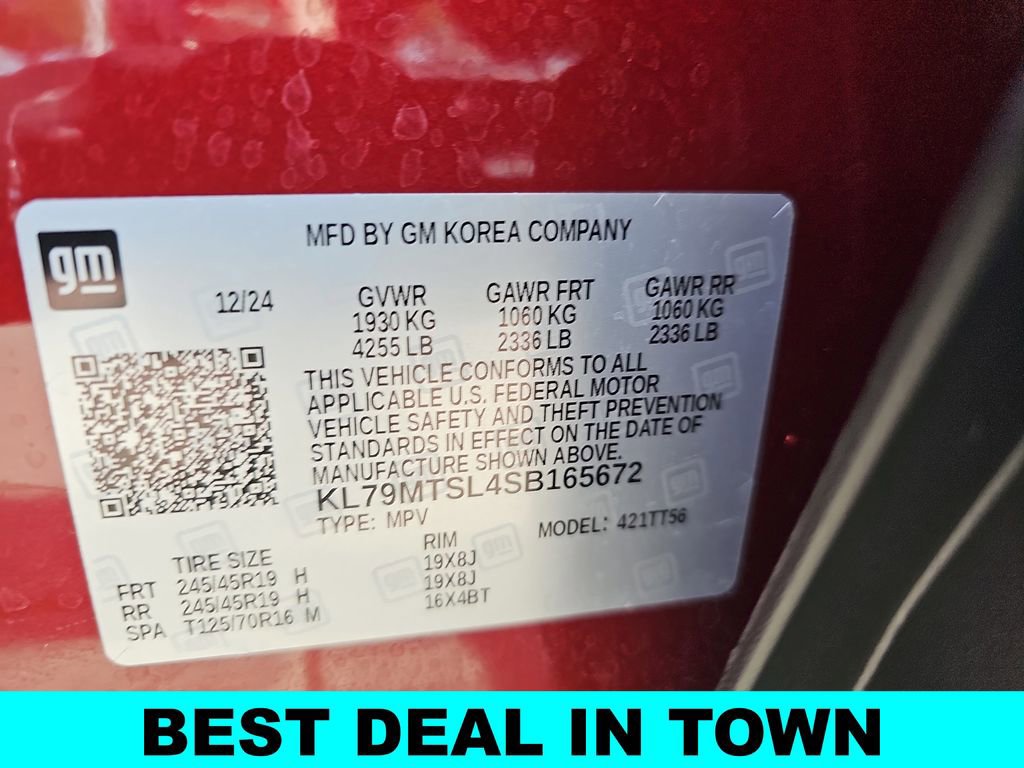 gm
MFD BY GM KOREA COMPANY
12/24 GVWR GAWR FRT GAWR RR
1930 KG 1060 KG 1060 KG
4255 LB 2336 LB 2336 LB
THIS VEHICLE CONFORMS TO ALL
APPLICABLE U.S. FEDERAL MOTOR
VEHICLE SAFETY AND THEFT PREVENTION
STANDARDS IN EFFECT ON THE DATE OF
MANUFACTURE SHOWN ABOVE.
KL79MTSL4SB165672
TYPE: MPV MODEL: 421TT56
TIRE SIZE RIM
FRT 245/45R19 H 19X8J
RR 245/45R19 H 19X8J
SPA T125/70R16 M 16X4BT
BEST DEAL IN TOWN